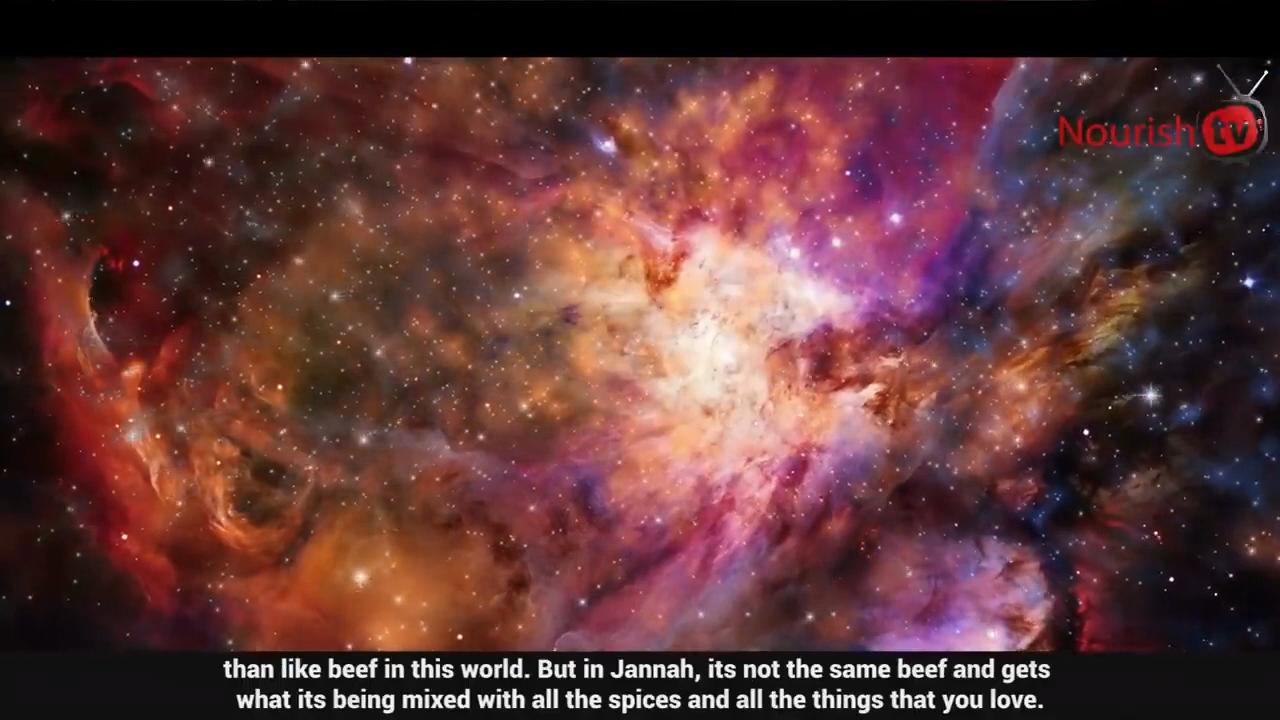 Nourish tv
than like beef in this world. But in Jannah, its not the same beef and gets
what its being mixed with all the spices and all the things that you love.